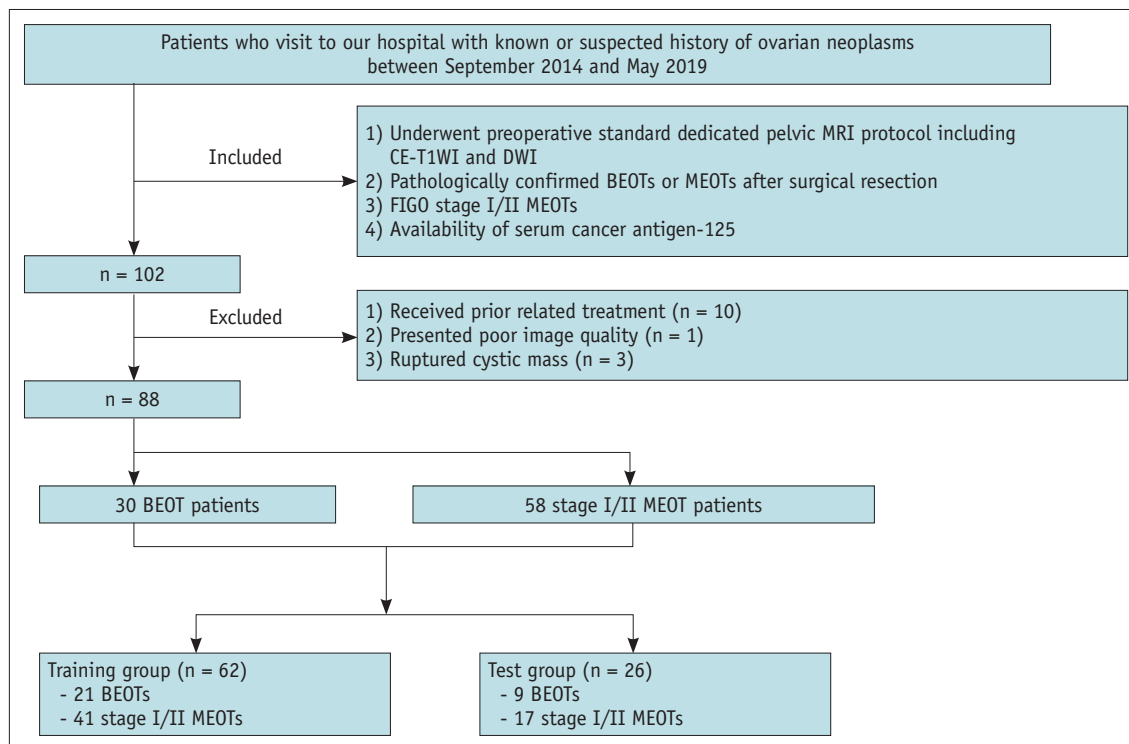 Patients who visit to our hospital with known or suspected history of ovarian neoplasms
between September 2014 and May 2019
Included
1) Underwent preoperative standard dedicated pelvic MRI protocol including
CE-T1WI and DWI
2) Pathologically confirmed BEOTs or MEOTs after surgical resection
3) FIGO stage I/II MEOTs
4) Availability of serum cancer antigen-125
n = 102
Excluded
1) Received prior related treatment (n = 10)
2) Presented poor image quality (n = 1)
3) Ruptured cystic mass (n = 3)
n = 88
30 BEOT patients
58 stage I/II MEOT patients
Training group (n = 62)
- 21 BEOTs
- 41 stage I/II MEOTs
Test group (n = 26)
- 9 BEOTs
- 17 stage I/II MEOTs